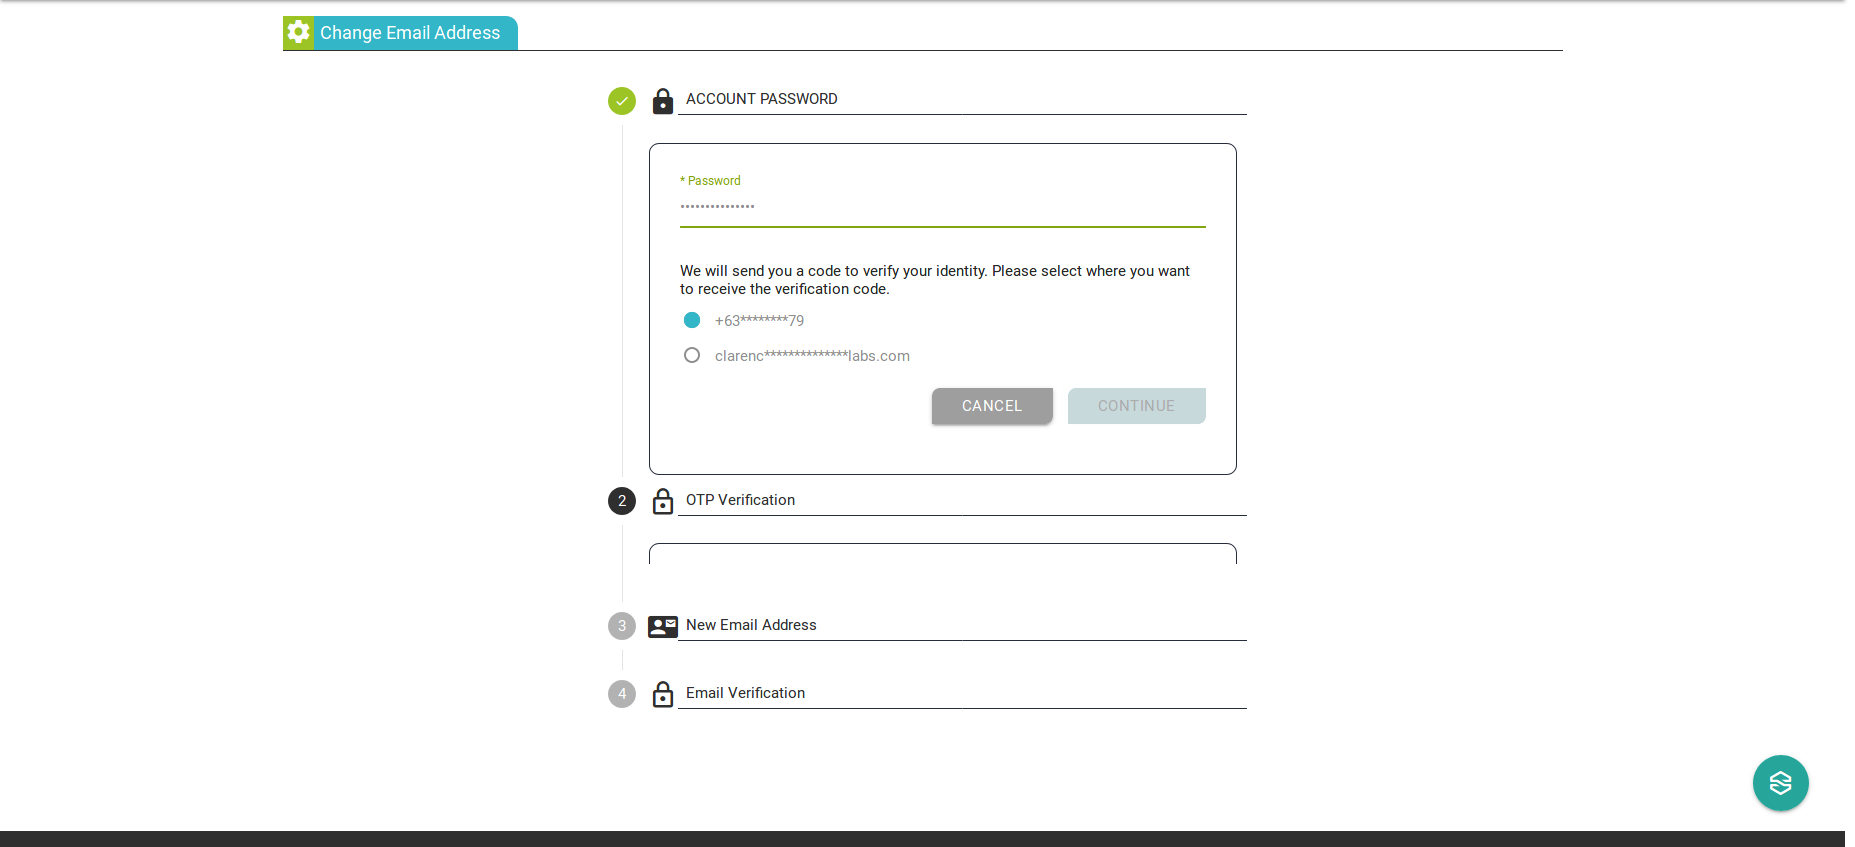 Change Email Address
ACCOUNT PASSWORD
* Password
•••••••••••••••
We will send you a code to verify your identity. Please select where you want
to receive the verification code.
+63********79
clarenc**************labs.com
CANCEL
CONTINUE
2
OTP Verification
3
New Email Address
4
Email Verification